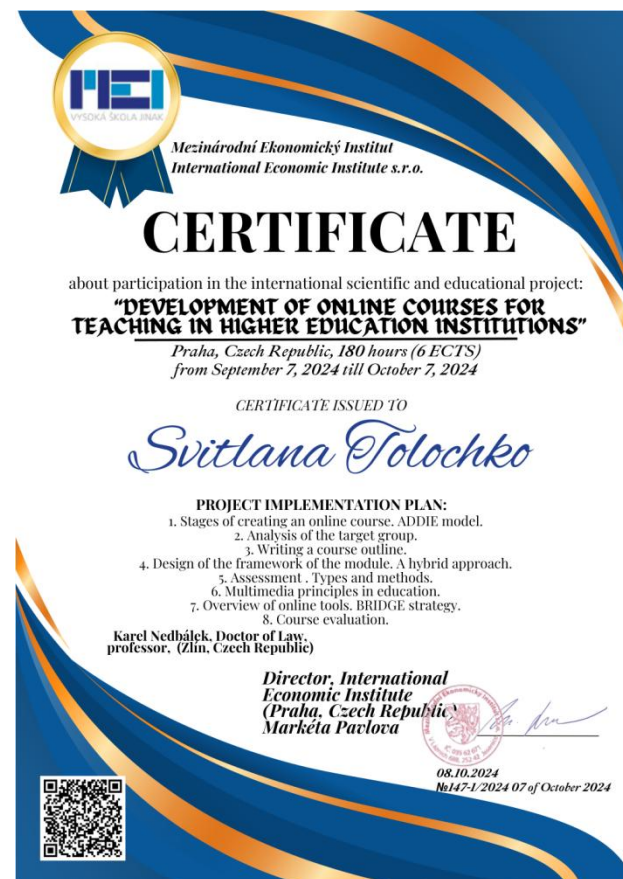 MEI
VYSOKÁ ŠKOLA JINAK
Mezinárodní Ekonomický Institut
International Economic Institute s.r.o.
CERTIFICATE
about participation in the international scientific and educational project:
“DEVELOPMENT OF ONLINE COURSES FOR
TEACHING IN HIGHER EDUCATION INSTITUTIONS”
Praha, Czech Republic, 180 hours (6 ECTS)
from September 7, 2024 till October 7, 2024
CERTIFICATE ISSUED TO
Svitlana Tolochko
PROJECT IMPLEMENTATION PLAN:
1. Stages of creating an online course. ADDIE model.
2. Analysis of the target group.
3. Writing a course outline.
4. Design of the framework of the module. A hybrid approach.
5. Assessment . Types and methods.
6. Multimedia principles in education.
7. Overview of online tools. BRIDGE strategy.
8. Course evaluation.
Karel Nedbálek, Doctor of Law,
professor, (Zlín, Czech Republic)
Director, International
Economic Institute
(Praha, Czech Republic)
Markéta Pavlova
08.10.2024
№147-1/2024 07 of October 2024